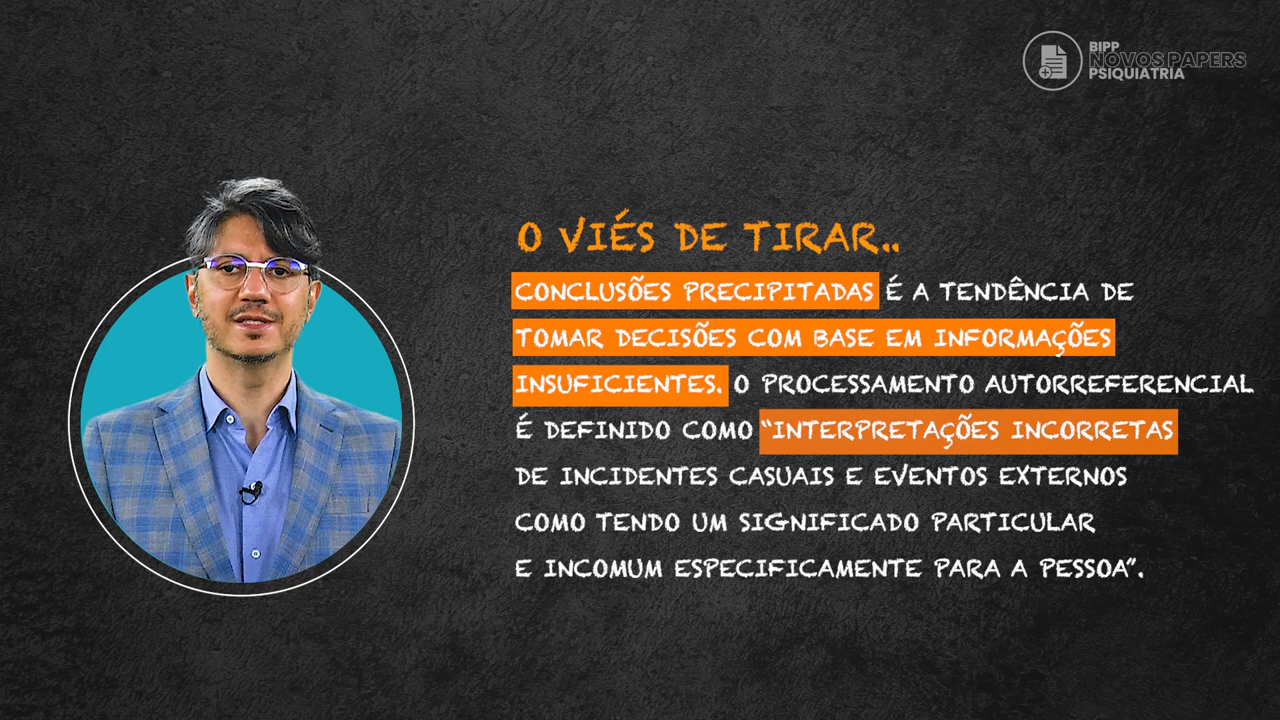 BIPP
NOVOS PAPERS
PSIQUIATRIA
O VIÉS DE TIRAR..
CONCLUSÕES PRECIPITADAS É A TENDÊNCIA DE
TOMAR DECISÕES COM BASE EM INFORMAÇÕES
INSUFICIENTES. O PROCESSAMENTO AUTORREFERENCIAL
É DEFINIDO COMO “INTERPRETAÇÕES INCORRETAS
DE INCIDENTES CASUAIS E EVENTOS EXTERNOS
COMO TENDO UM SIGNIFICADO PARTICULAR
E INCOMUM ESPECIFICAMENTE PARA A PESSOA”.